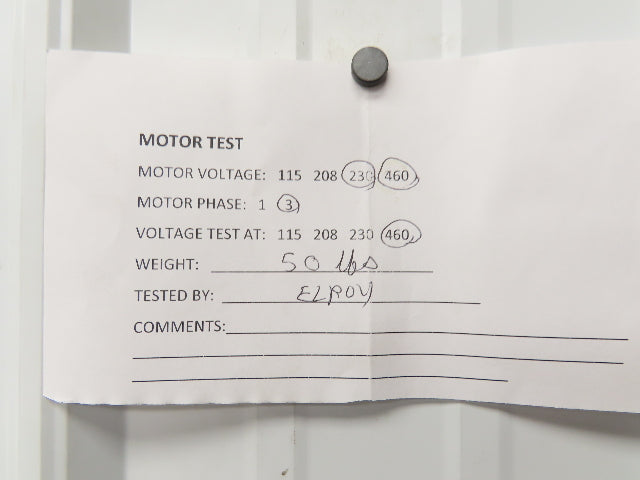 MOTOR TEST
MOTOR VOLTAGE: 115 208 230 460
MOTOR PHASE: 1 3
VOLTAGE TEST AT: 115 208 230 460
WEIGHT: 50 lbs
TESTED BY: ELROY
COMMENTS: